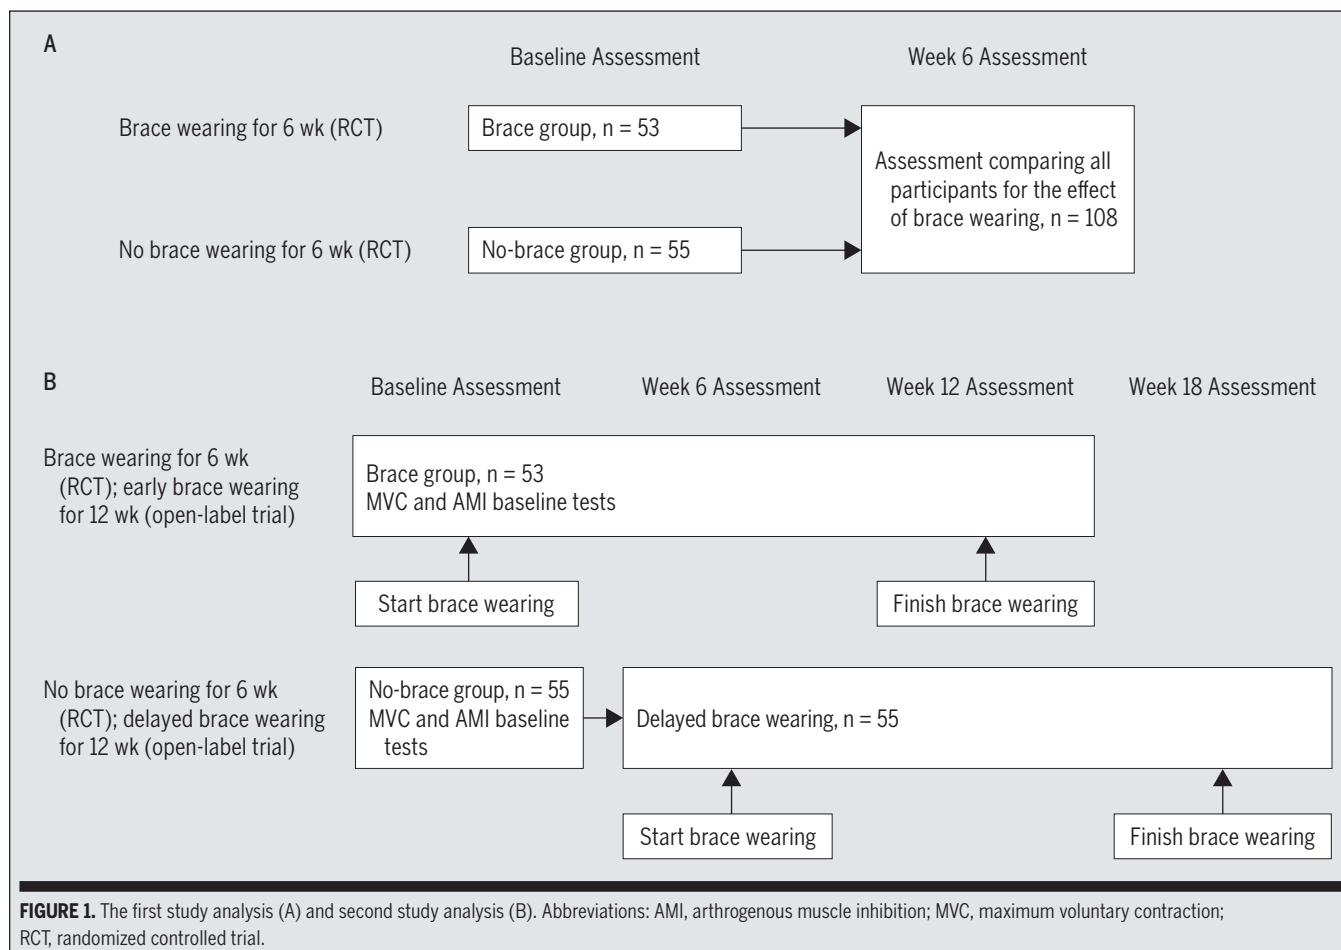 A
Baseline Assessment
Week 6 Assessment
Brace wearing for 6 wk (RCT)
Brace group, n = 53
Assessment comparing all
participants for the effect
of brace wearing, n = 108
No brace wearing for 6 wk (RCT)
No-brace group, n = 55
B
Baseline Assessment
Week 6 Assessment
Week 12 Assessment
Week 18 Assessment
Brace wearing for 6 wk
(RCT); early brace wearing
for 12 wk (open-label trial)
Brace group, n = 53
MVC and AMI baseline tests
Start brace wearing
Finish brace wearing
No brace wearing for 6 wk
(RCT); delayed brace wearing
for 12 wk (open-label trial)
No-brace group, n = 55
MVC and AMI baseline
tests
Delayed brace wearing, n = 55
Start brace wearing
Finish brace wearing
FIGURE 1. The first study analysis (A) and second study analysis (B). Abbreviations: AMI, arthrogenous muscle inhibition; MVC, maximum voluntary contraction;
RCT, randomized controlled trial.